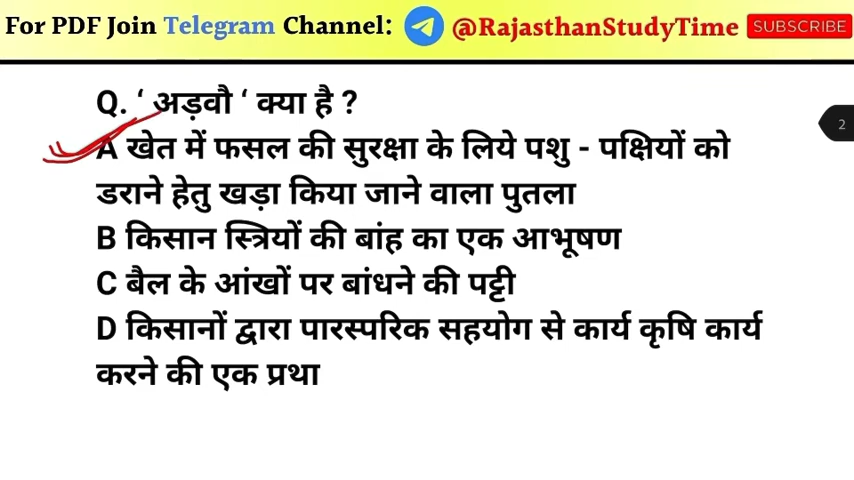 For PDF Join Telegram Channel: @RajasthanStudyTime SUBSCRIBE
Q. ‘ अड़वौ ‘ क्या है ?
2
A खेत में फसल की सुरक्षा के लिये पशु - पक्षियों को
डराने हेतु खड़ा किया जाने वाला पुतला
B किसान स्त्रियों की बांह का एक आभूषण
C बैल के आंखों पर बांधने की पट्टी
D किसानों द्वारा पारस्परिक सहयोग से कार्य कृषि कार्य
करने की एक प्रथा